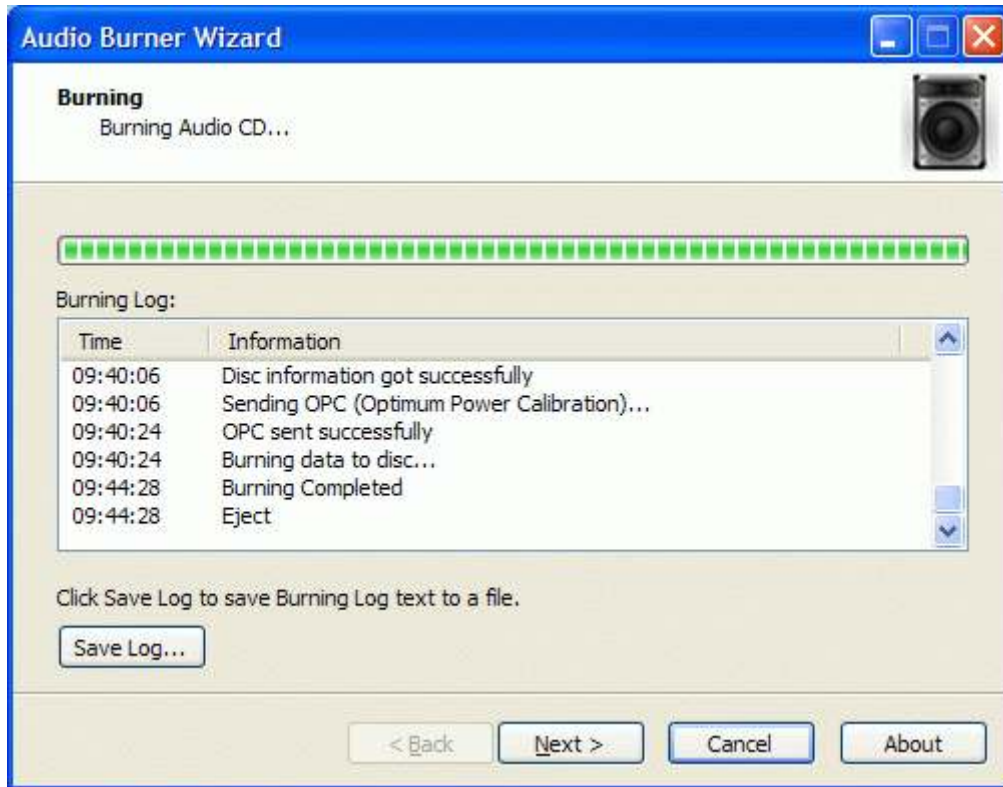 Audio Burner Wizard
Burning
Burning Audio CD...
Burning Log:
Time Information
09:40:06 Disc information got successfully
09:40:06 Sending OPC (Optimum Power Calibration)...
09:40:24 OPC sent successfully
09:40:24 Burning data to disc...
09:44:28 Burning Completed
09:44:28 Eject
Click Save Log to save Burning Log text to a file.
Save Log...
< Back Next > Cancel About